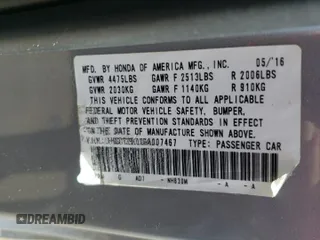 MFD. BY HONDA OF AMERICA MFG., INC. 05/'16
GVWR 4475LBS GAWR F 2513LBS R 2006LBS
GVWR 2030KG GAWR F 1140KG R 910KG
THIS VEHICLE CONFORMS TO ALL APPLICABLE
FEDERAL MOTOR VEHICLE SAFETY, BUMPER,
AND THEFT PREVENTION STANDARDS IN EFFECT ON
THE DATE OF MANUFACTURE SHOWN ABOVE.
TYPE: PASSENGER CAR
G AD7 NH830M - A - A
DREAMBID